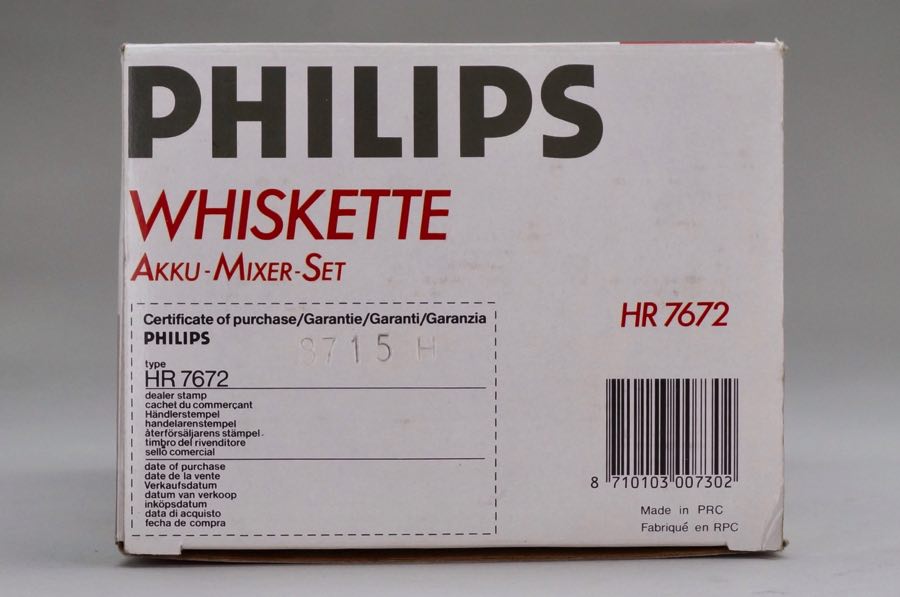 PHILIPS
WHISKETTE
AKKU-MIXER-SET
Certificate of purchase/Garantie/Garanti/Garanzia
PHILIPS
8715 H
type
HR 7672
dealer stamp
cachet du commerçant
Händlerstempel
handelarenstempel
återförsäljarens stämpel.
timbro del rivenditore
sello comercial
date of purchase
date de la vente
Verkaufsdatum
datum van verkoop
inköpsdatum
data di acquisto
fecha de compra
HR 7672
8 710103 007302
Made in PRC
Fabriqué en RPC